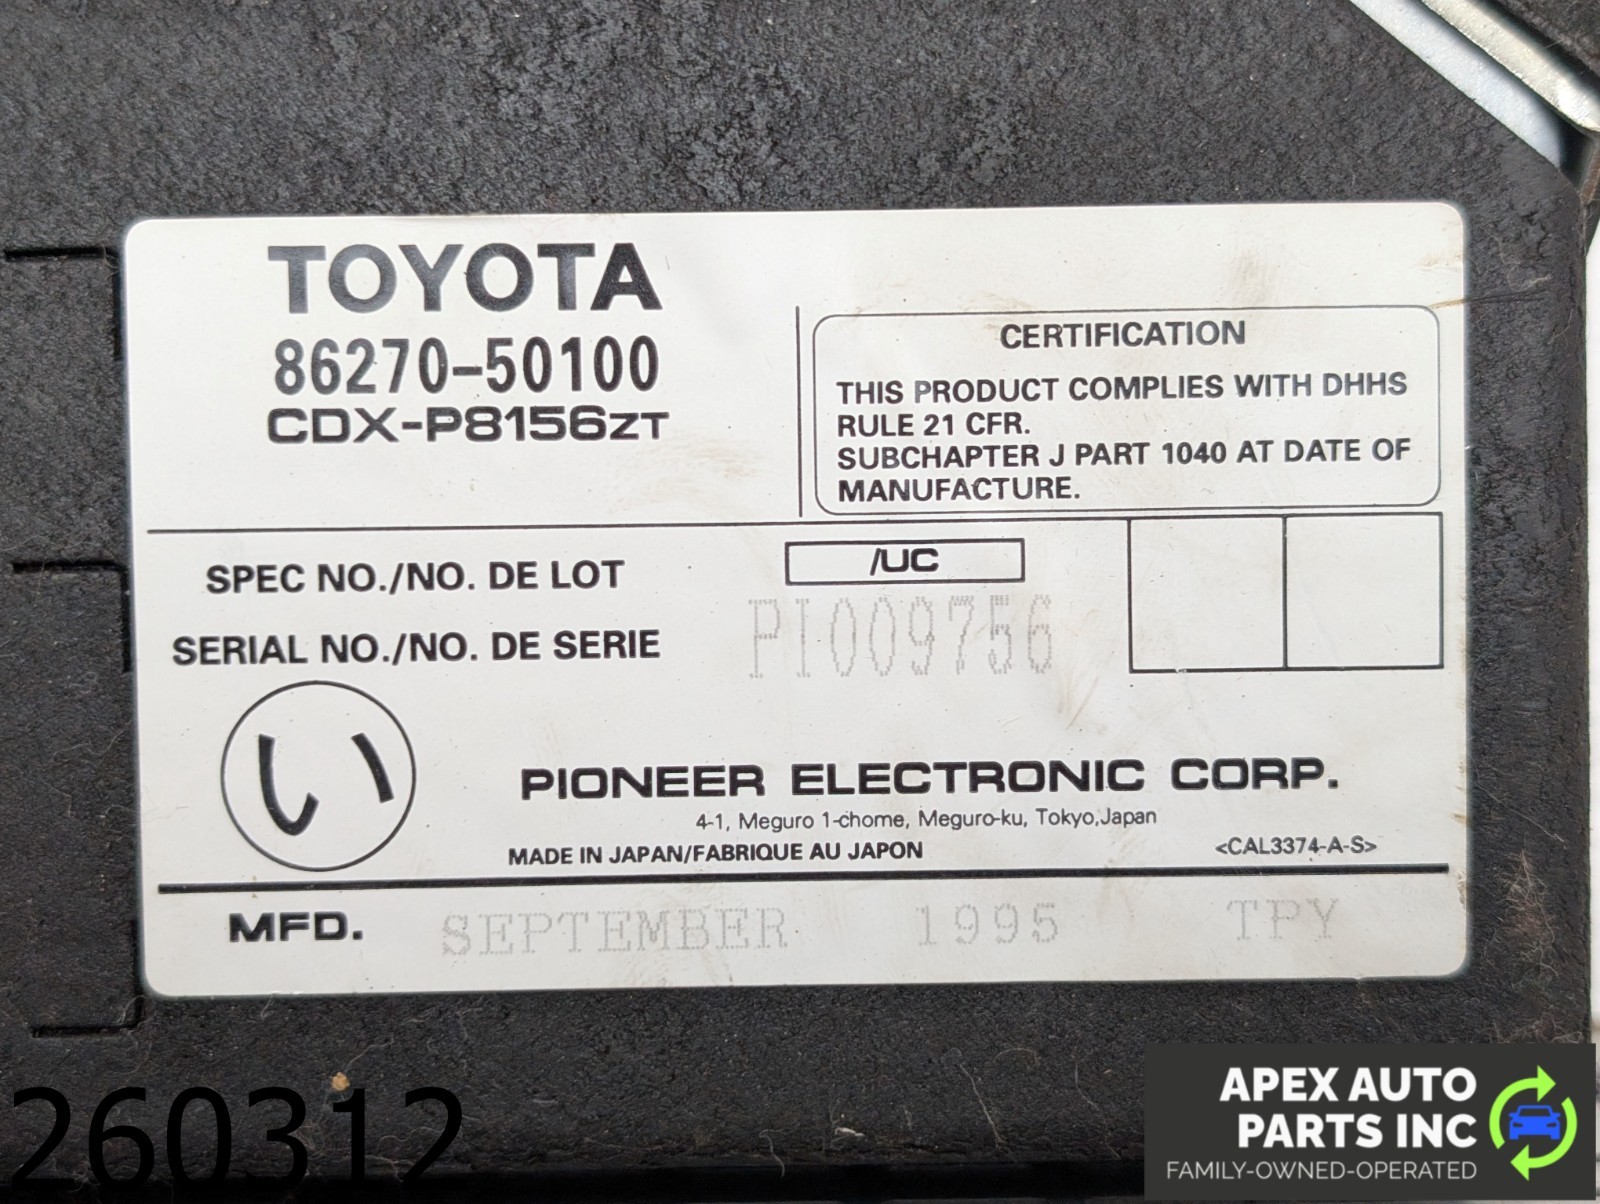 TOYOTA
86270-50100
CDX-P8156ZT
CERTIFICATION
THIS PRODUCT COMPLIES WITH DHHS
RULE 21 CFR.
SUBCHAPTER J PART 1040 AT DATE OF
MANUFACTURE.
SPEC NO./NO. DE LOT
/UC
SERIAL NO./NO. DE SERIE
PI009756
い
PIONEER ELECTRONIC CORP.
4-1, Meguro 1-chome, Meguro-ku, Tokyo,Japan
MADE IN JAPAN/FABRIQUE AU JAPON
<CAL3374-A-S>
MFD. SEPTEMBER 1995 TPY
260312
APEX AUTO
PARTS INC
FAMILY-OWNED-OPERATED